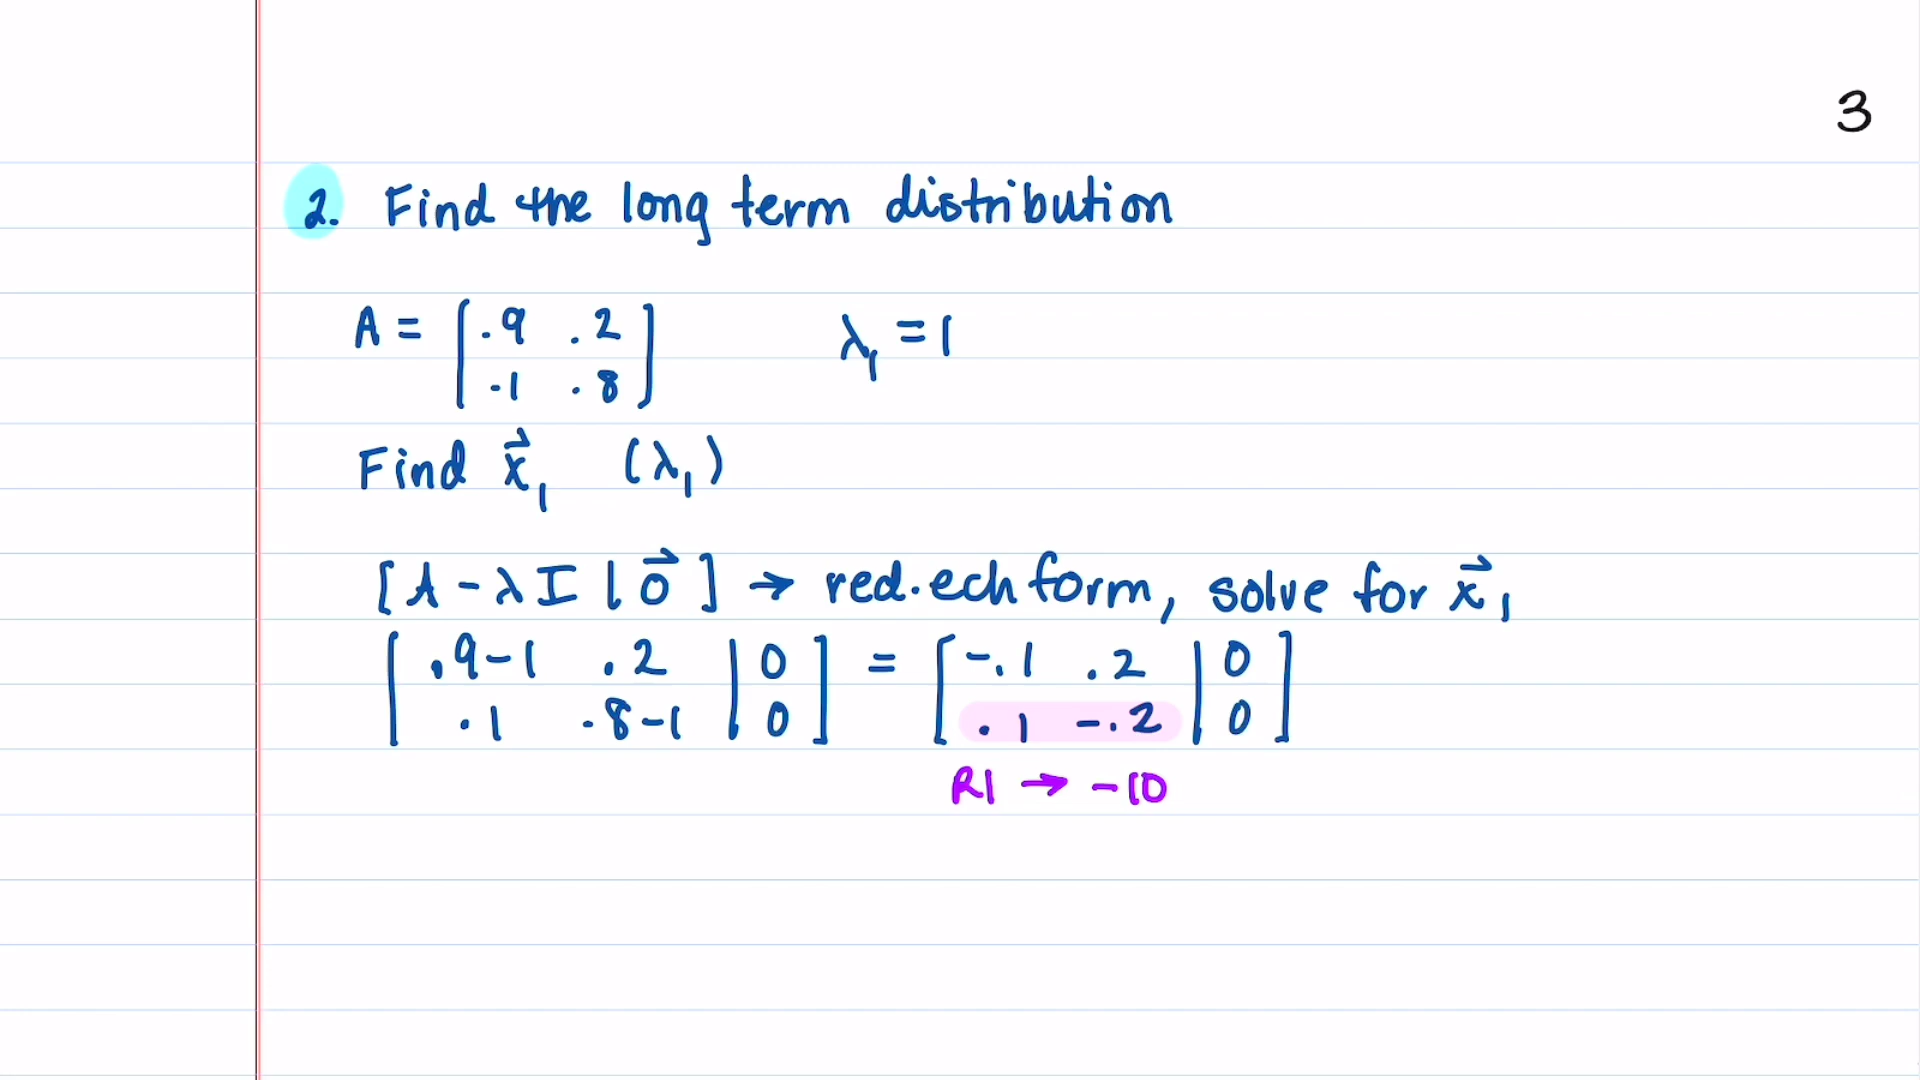 3
2. Find the long term distribution
A = [ .9 .2
.1 .8 ] λ₁ = 1
Find x⃗₁ (λ₁)
[ A - λ I | 0⃗ ] → red.ech form, solve for x⃗₁
[ .9-1 .2 | 0 ] = [ -.1 .2 | 0 ]
[ .1 .8-1 | 0 ] [ .1 -.2 | 0 ]
R1 → -10